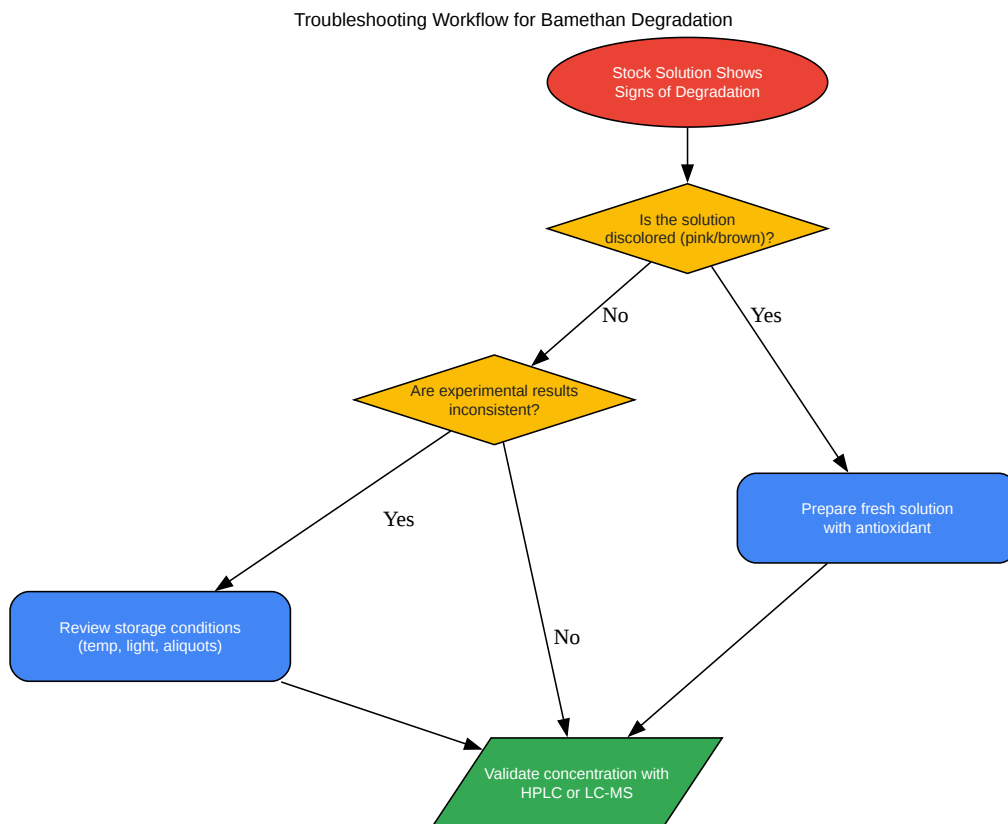 Troubleshooting Workflow for Bamethan Degradation
Stock Solution Shows
Signs of Degradation
Is the solution
discolored (pink/brown)?
No
Yes
Are experimental results
inconsistent?
Yes
Prepare fresh solution
with antioxidant
Review storage conditions
(temp, light, aliquots)
No
Validate concentration with
HPLC or LC-MS